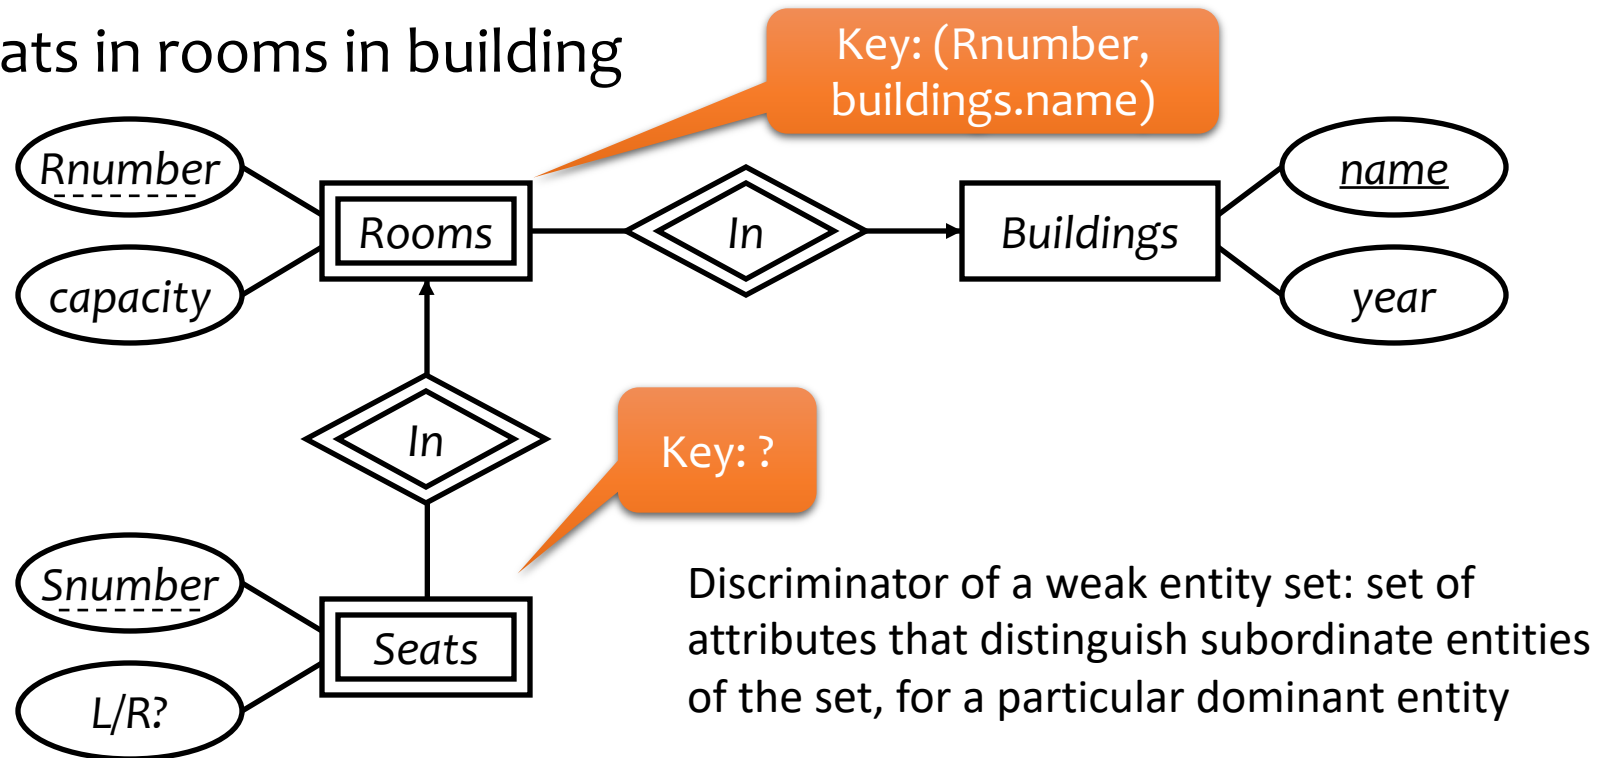 ats in rooms in building
Key: (Rnumber,
buildings.name)
Rnumber
name
Rooms
In
Buildings
capacity
year
In
Key: ?
Snumber
Discriminator of a weak entity set: set of
attributes that distinguish subordinate entities
of the set, for a particular dominant entity
Seats
L/R?